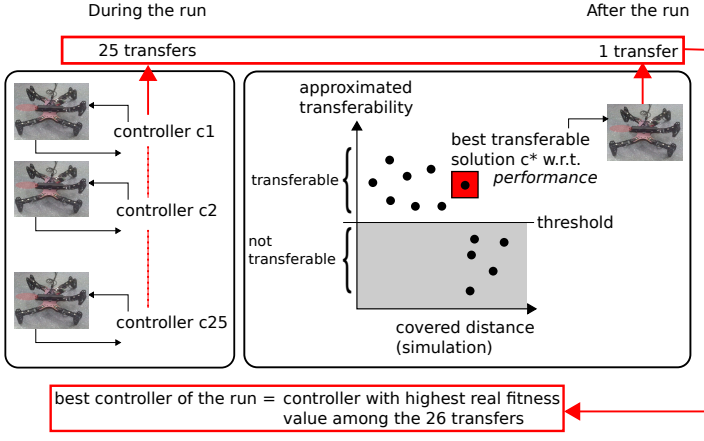 During the run
After the run
25 transfers
1 transfer
controller c1
controller c2
controller c25
approximated
transferability
transferable
not
transferable
best transferable
solution c* w.r.t.
performance
threshold
covered distance
(simulation)
best controller of the run = controller with highest real fitness
value among the 26 transfers